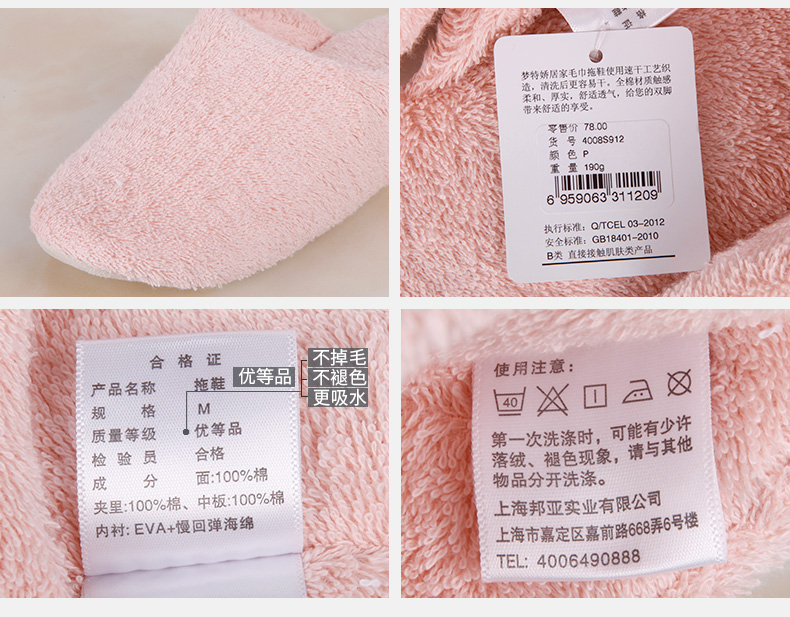 梦特娇居家毛巾拖鞋使用速干工艺织
造，清洗后更容易干。全棉材质触感
柔和、厚实，舒适透气，给您的双脚
带来舒适的享受。
零售价 78.00
货 号 4008S912
颜 色 P
重 量 190g
6 959063 311209
执行标准：Q/TCEL 03-2012
安全标准：GB18401-2010
B类 直接接触肌肤类产品
合 格 证
产品名称 拖鞋
规 格 M
质量等级 优等品
检 验 员 合格
成 分 面:100%棉
夹里:100%棉、中板:100%棉
内衬: EVA+慢回弹海绵
优等品
不掉毛
不褪色
更吸水
使用注意：
40
第一次洗涤时，可能有少许
落绒、褪色现象，请与其他
物品分开洗涤。
上海邦亚实业有限公司
上海市嘉定区嘉前路668弄6号楼
TEL: 4006490888